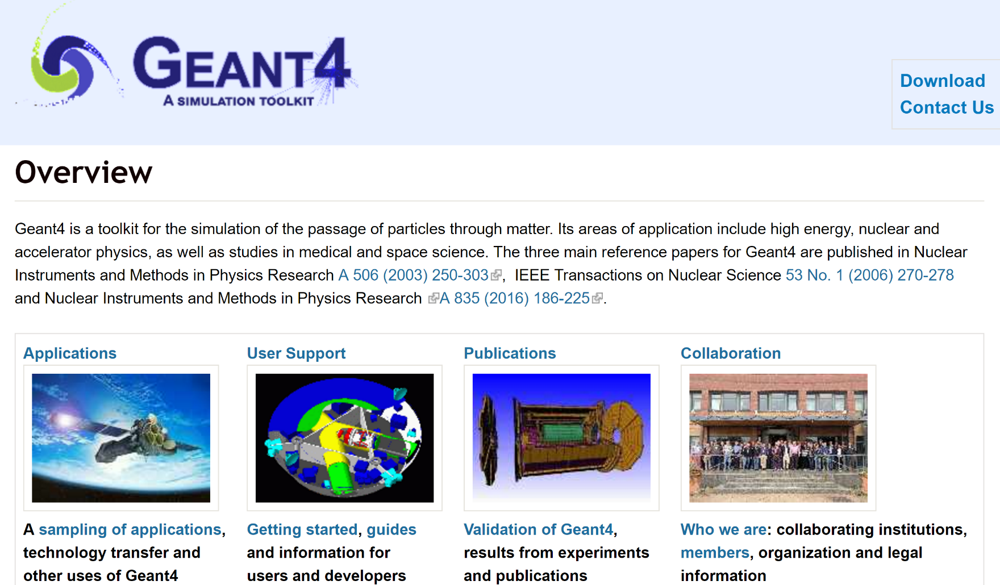 GEANT4
A SIMULATION TOOLKIT
Download
Contact Us
Overview
Geant4 is a toolkit for the simulation of the passage of particles through matter. Its areas of application include high energy, nuclear and
accelerator physics, as well as studies in medical and space science. The three main reference papers for Geant4 are published in Nuclear
Instruments and Methods in Physics Research A 506 (2003) 250-303, IEEE Transactions on Nuclear Science 53 No. 1 (2006) 270-278
and Nuclear Instruments and Methods in Physics Research A 835 (2016) 186-225.
Applications
A sampling of applications,
technology transfer and
other uses of Geant4
User Support
Getting started, guides
and information for
users and developers
Publications
Validation of Geant4,
results from experiments
and publications
Collaboration
Who we are: collaborating institutions,
members, organization and legal
information